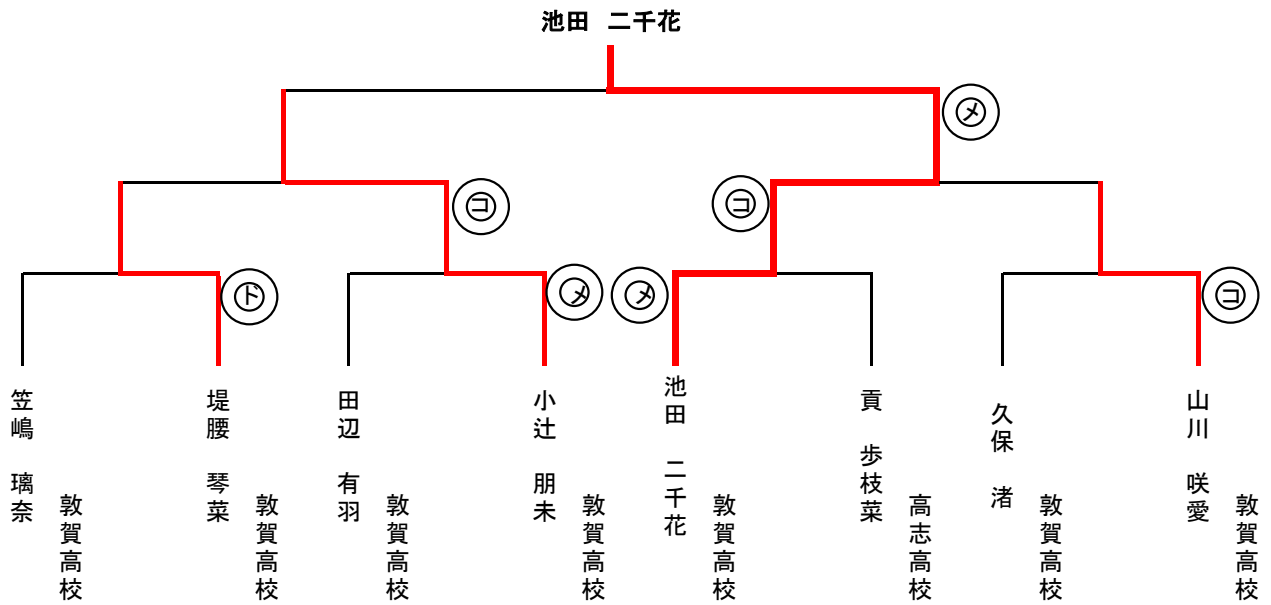 池田 二千花
メ
コ
コ
ド
メ
メ
コ
笠嶋 璃奈
敦賀高校
堤腰 琴菜
敦賀高校
田辺 有羽
敦賀高校
小辻 朋未
敦賀高校
池田 二千花
敦賀高校
貢 歩枝菜
高志高校
久保 渚
敦賀高校
山川 咲愛
敦賀高校